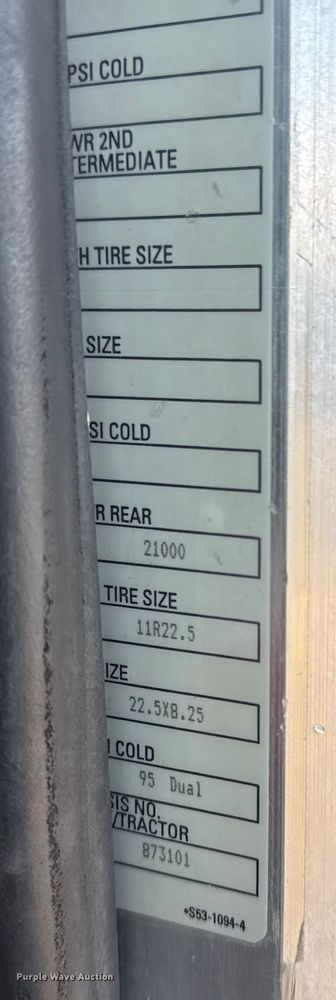 PSI COLD
WR 2ND
TERMEDIATE
H TIRE SIZE
SIZE
SI COLD
R REAR
21000
TIRE SIZE
11R22.5
IZE
22.5X8.25
I COLD
95 Dual
SIS NO.
/TRACTOR
873101
*S53-1094-4
Purple Wave Auction